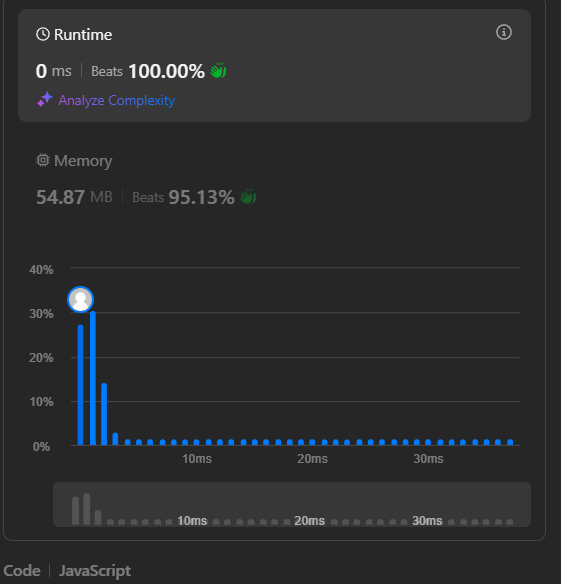 Runtime
0 ms | Beats 100.00%
Analyze Complexity
Memory
54.87 MB | Beats 95.13%
40%
30%
20%
10%
0%
10ms 20ms 30ms
10ms 20ms 30ms
Code | JavaScript